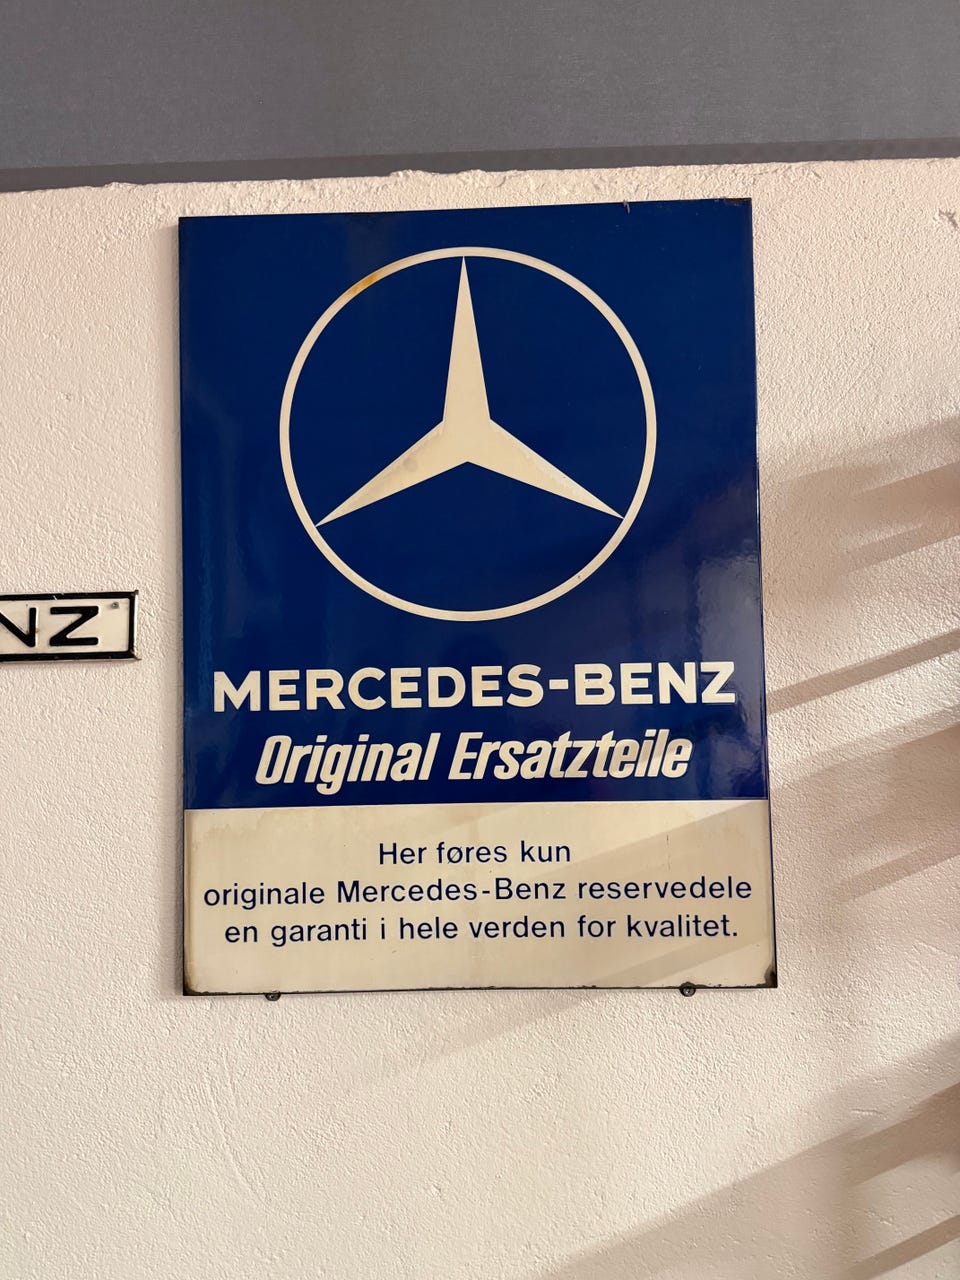 MERCEDES-BENZ
Original Ersatzteile
Her føres kun
originale Mercedes-Benz reservedele
en garanti i hele verden for kvalitet.
NZ